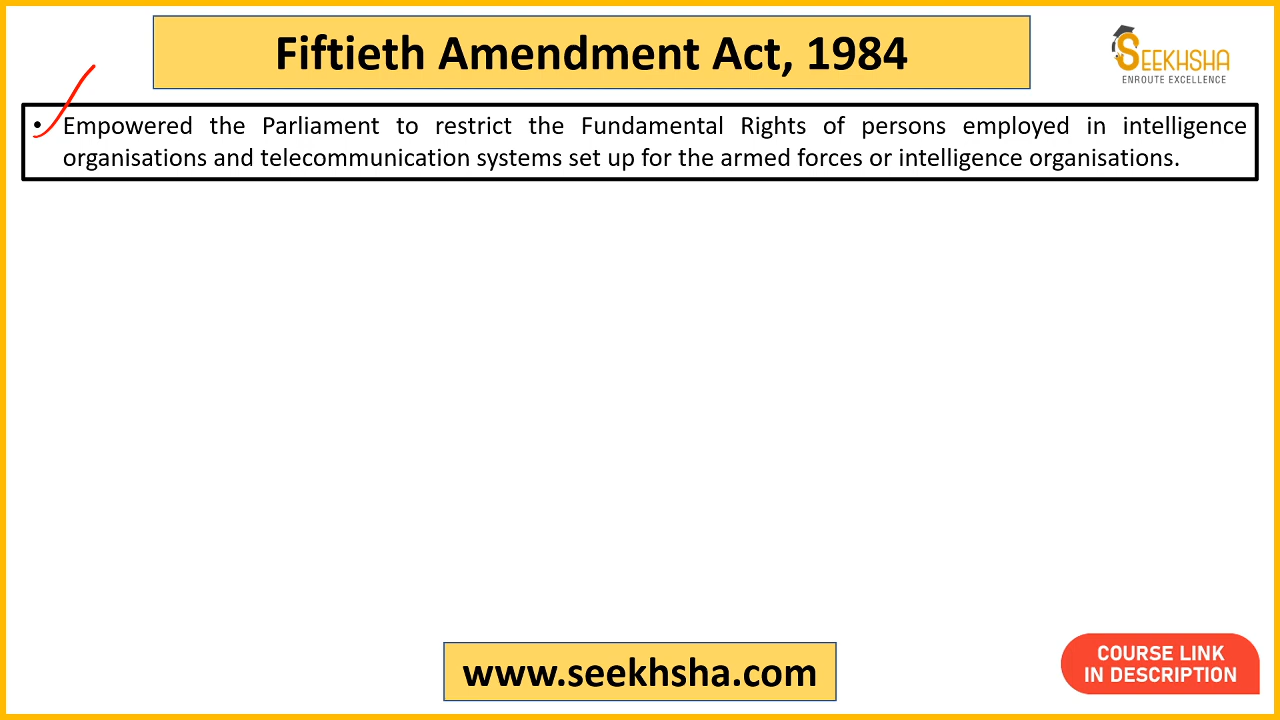 Fiftieth Amendment Act, 1984
SEEKHSHA
ENROUTE EXCELLENCE
• Empowered the Parliament to restrict the Fundamental Rights of persons employed in intelligence
organisations and telecommunication systems set up for the armed forces or intelligence organisations.
www.seekhsha.com
COURSE LINK
IN DESCRIPTION